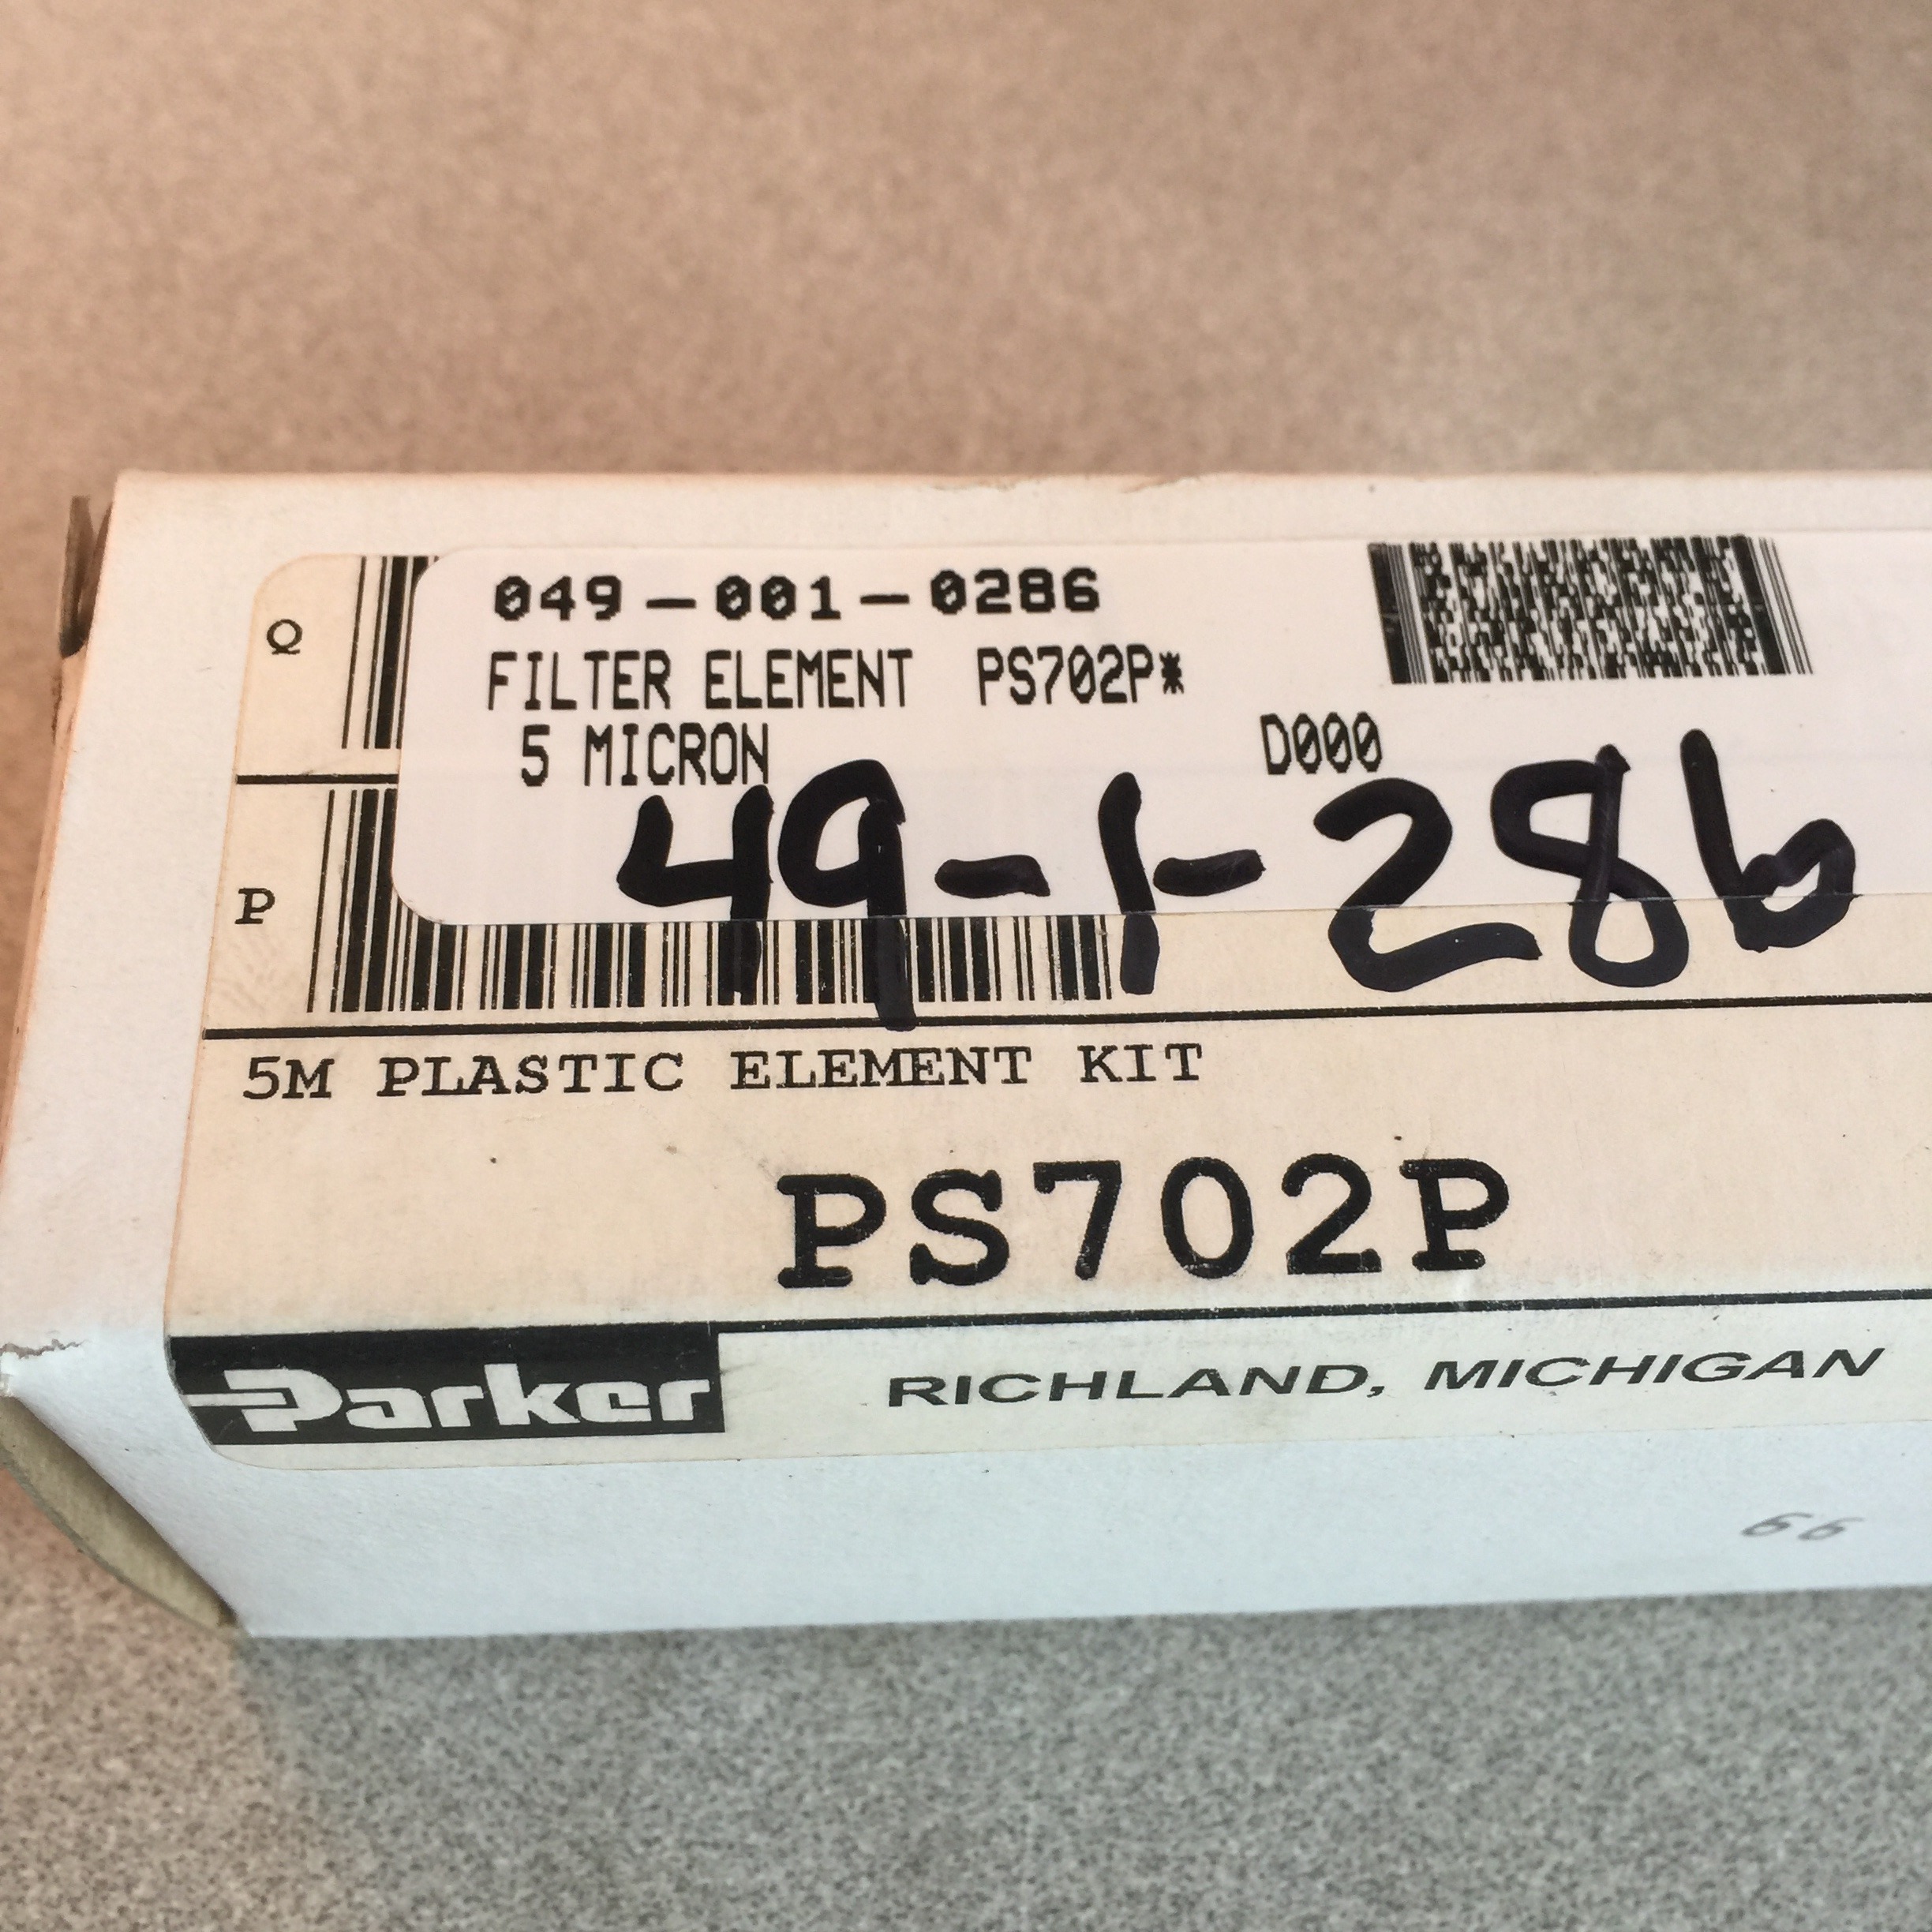 049-001-0286
Q
FILTER ELEMENT PS702P*
5 MICRON D000
49-1-286
P
5M PLASTIC ELEMENT KIT
PS702P
Parker RICHLAND, MICHIGAN
66